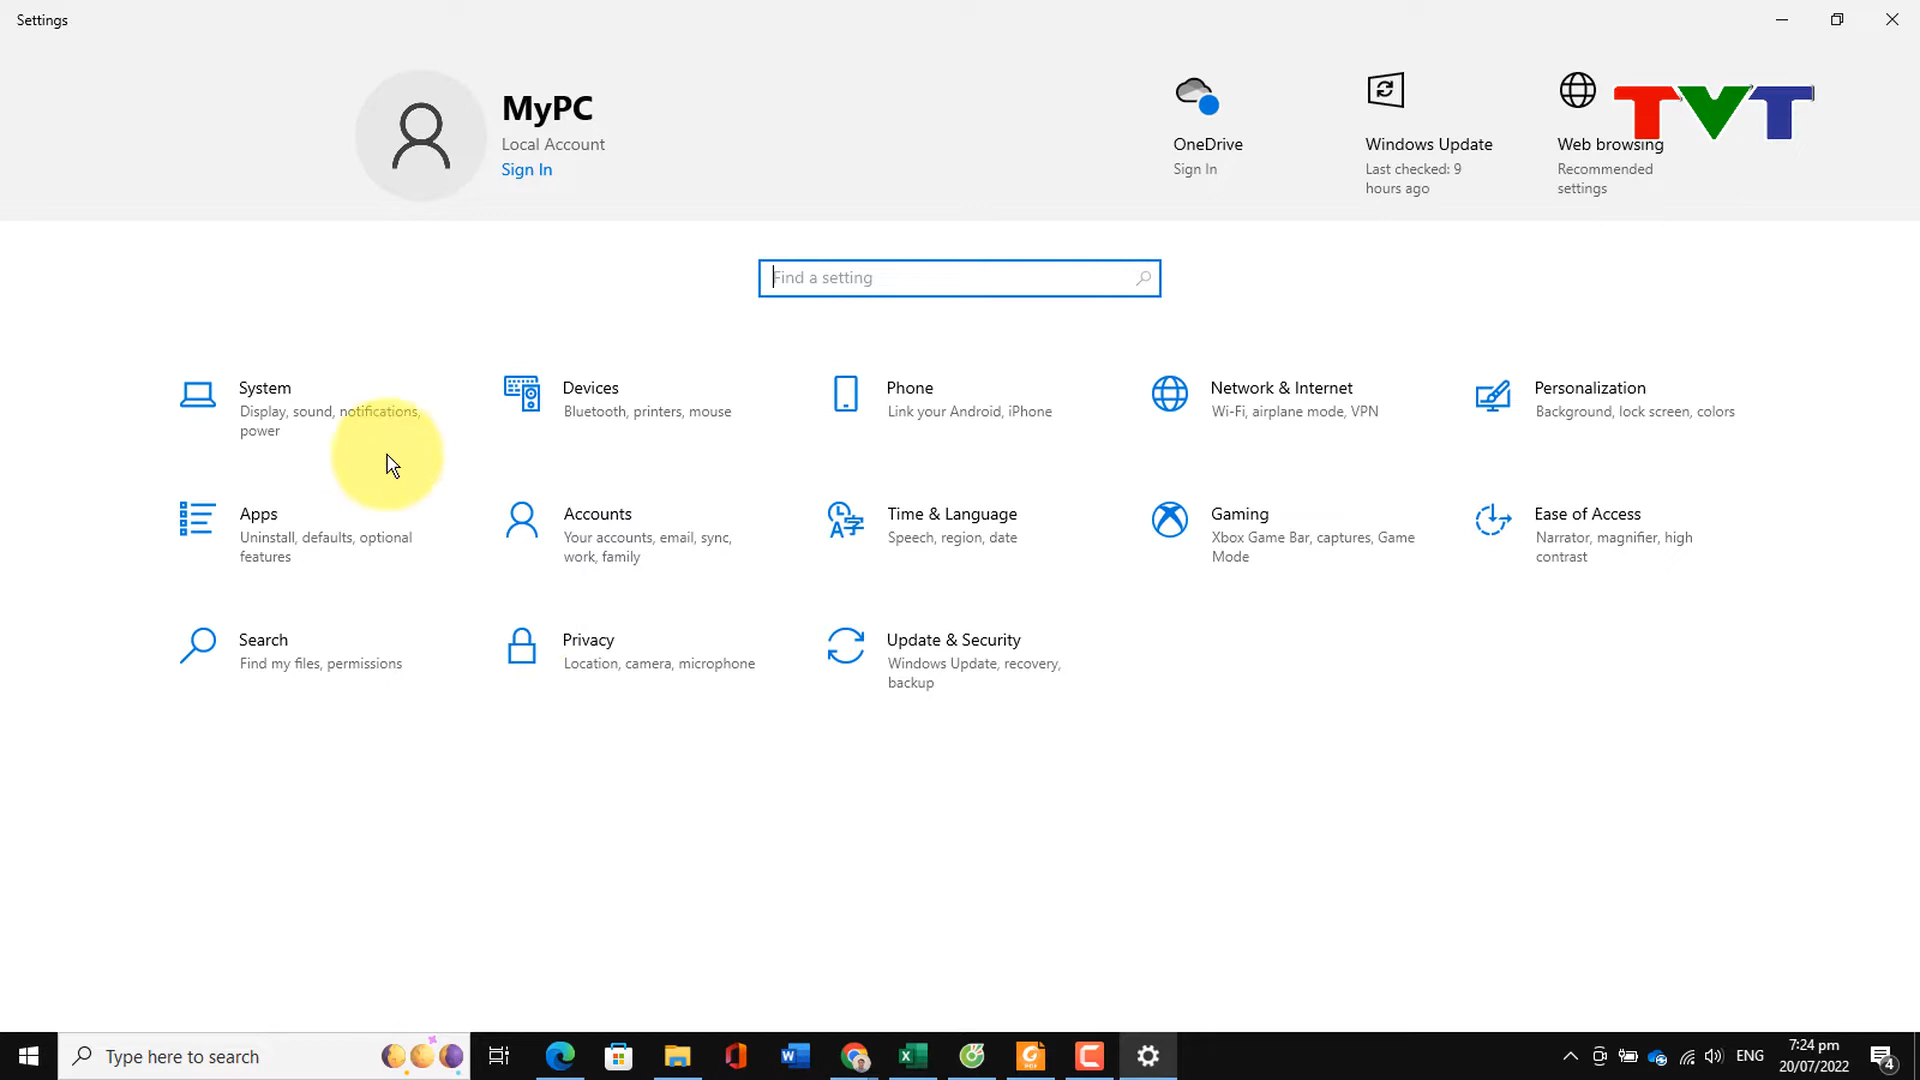 Settings
MyPC
Local Account
Sign In
OneDrive
Sign In
Windows Update
Last checked: 9
hours ago
Web browsing
Recommended
settings
TVT
Find a setting
System
Display, sound, notifications,
power
Devices
Bluetooth, printers, mouse
Phone
Link your Android, iPhone
Network & Internet
Wi-Fi, airplane mode, VPN
Personalization
Background, lock screen, colors
Apps
Uninstall, defaults, optional
features
Accounts
Your accounts, email, sync,
work, family
Time & Language
Speech, region, date
Gaming
Xbox Game Bar, captures, Game
Mode
Ease of Access
Narrator, magnifier, high
contrast
Search
Find my files, permissions
Privacy
Location, camera, microphone
Update & Security
Windows Update, recovery,
backup
Type here to search
ENG
7:24 pm
20/07/2022
4